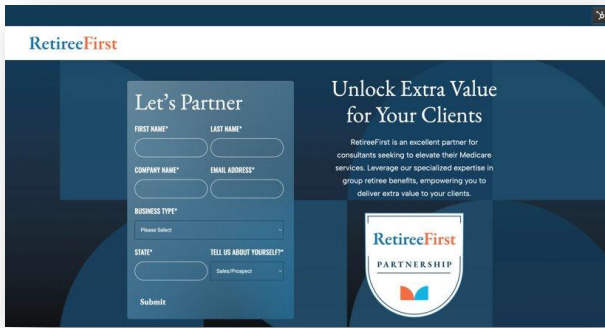 RetireeFirst
Let's Partner
FIRST NAME*
LAST NAME*
COMPANY NAME*
EMAIL ADDRESS*
BUSINESS TYPE*
Please Select
STATE*
TELL US ABOUT YOURSELF?*
Sales/Prospect
Submit
Unlock Extra Value
for Your Clients
RetireeFirst is an excellent partner for
consultants seeking to elevate their Medicare
services. Leverage our specialized expertise in
group retiree benefits, empowering you to
deliver extra value to your clients.
RetireeFirst
PARTNERSHIP